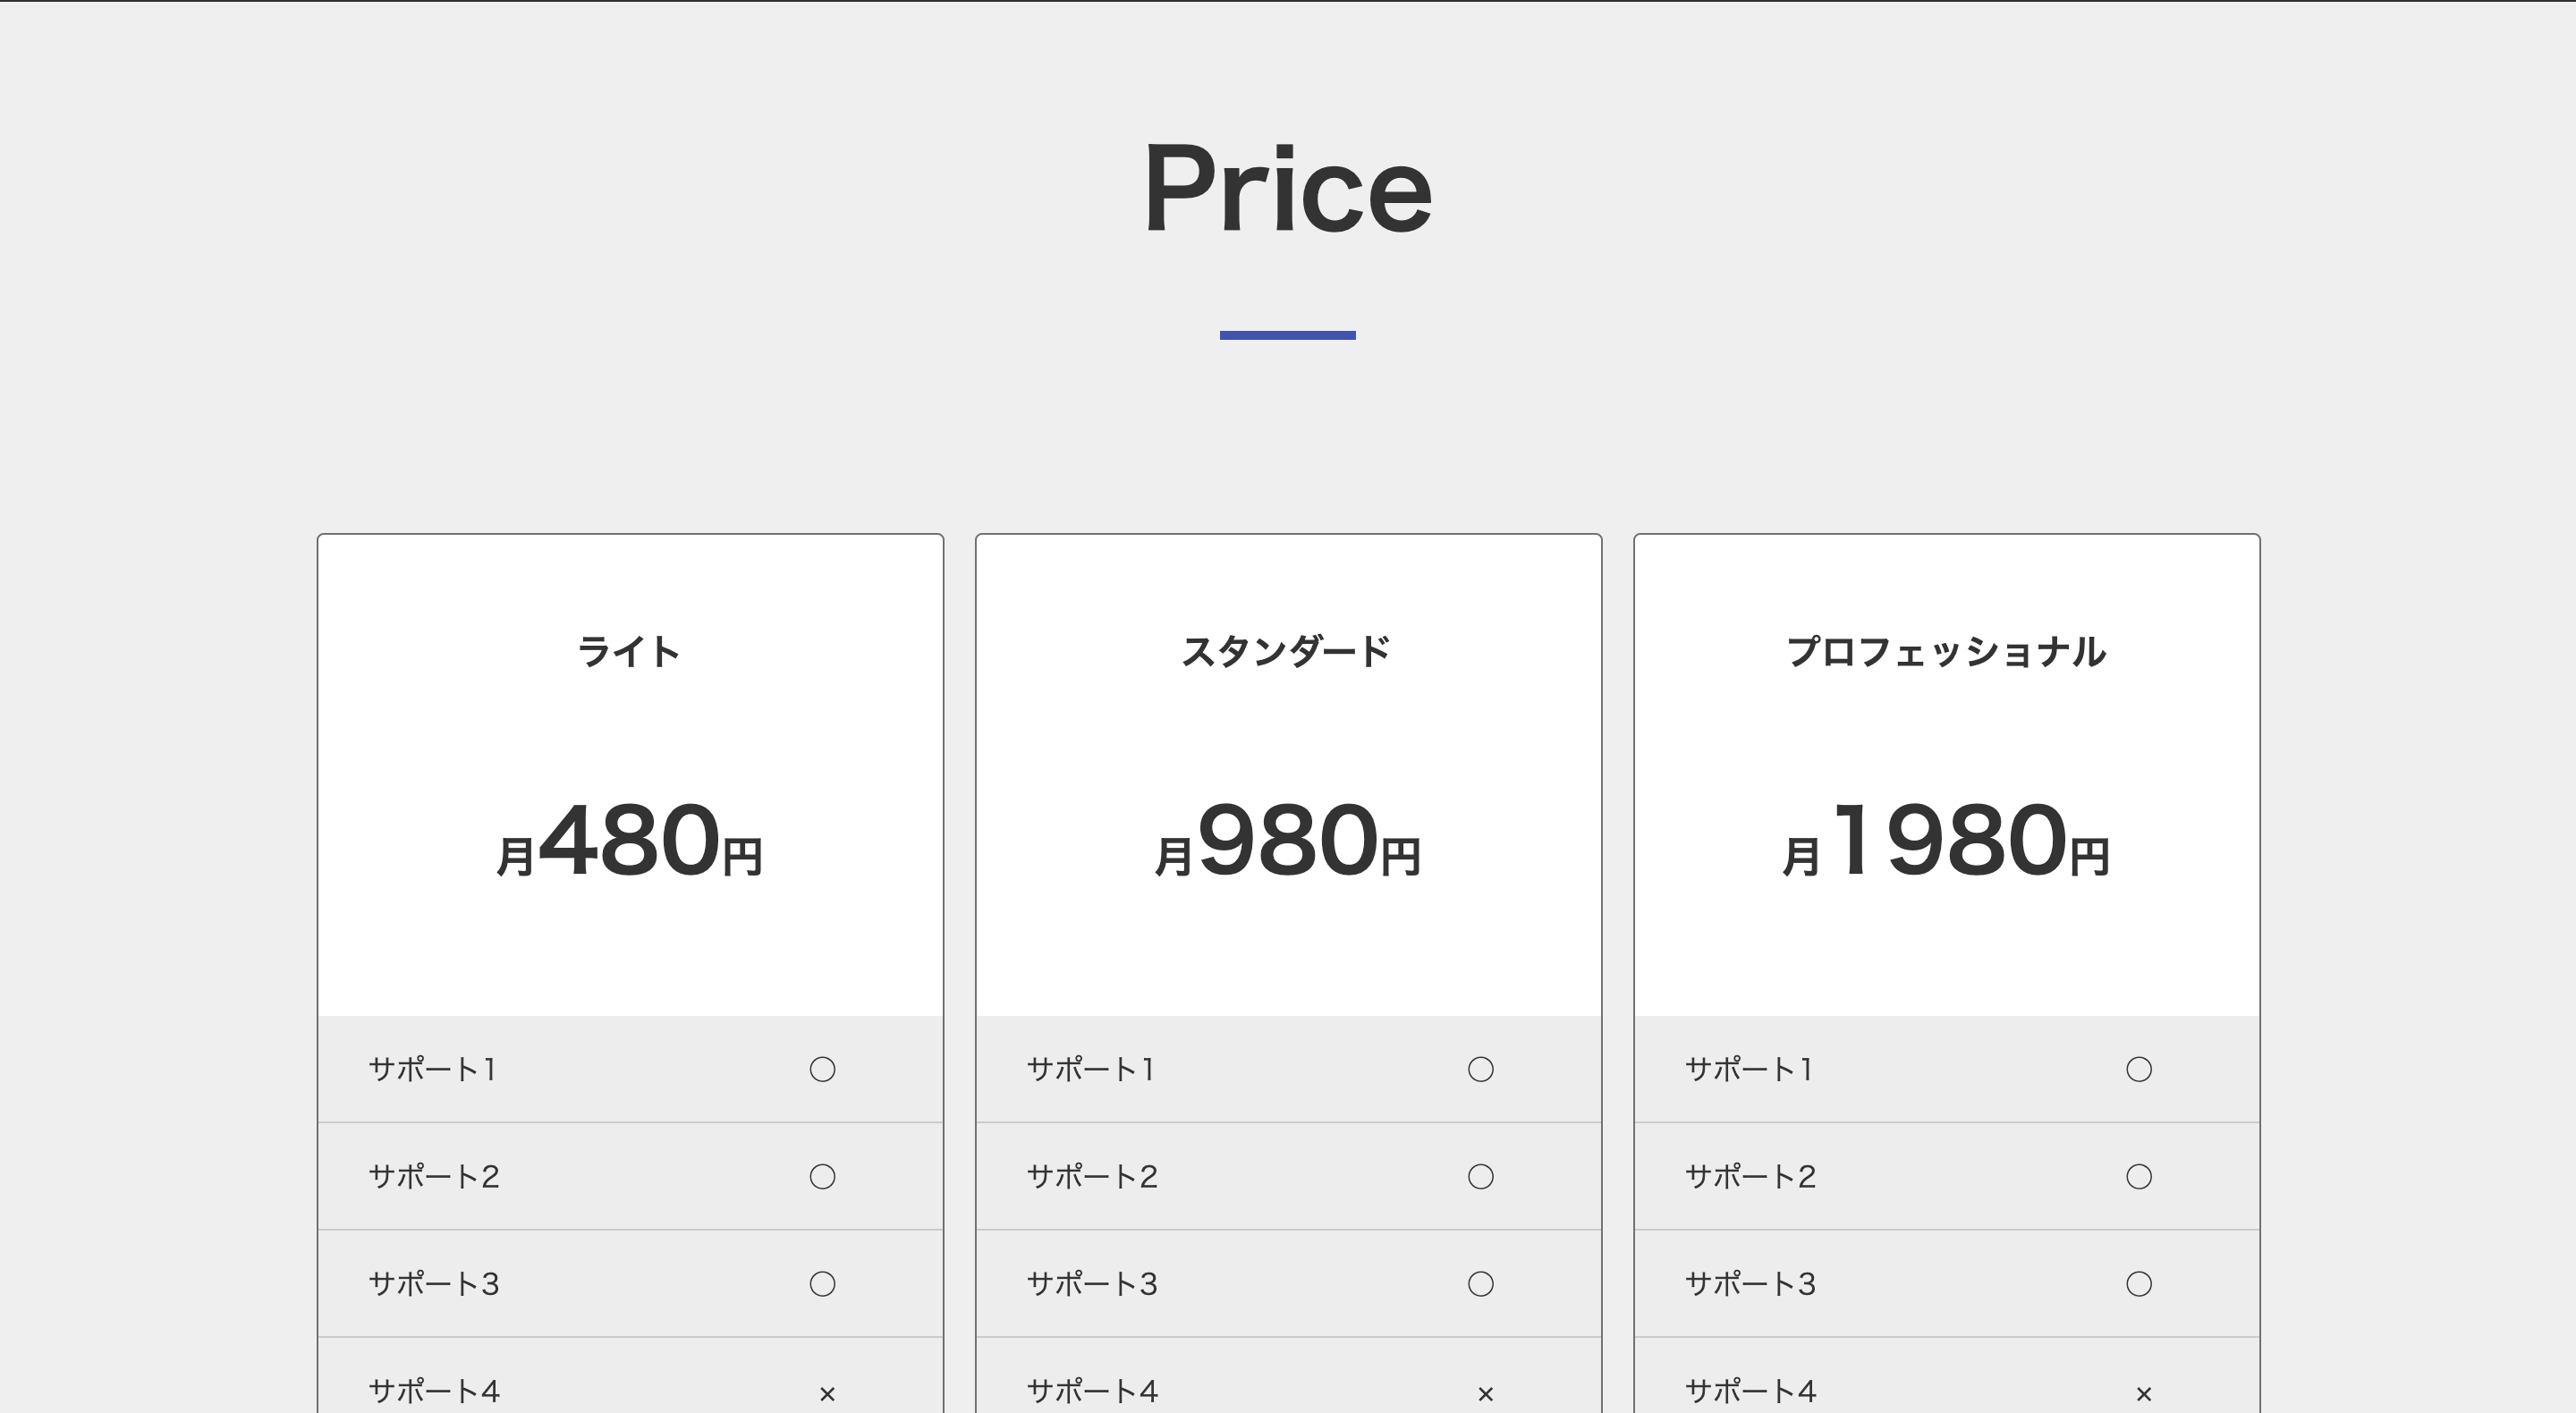 Price
ライト
月480円
サポート1 ○
サポート2 ○
サポート3 ○
サポート4 ×
スタンダード
月980円
サポート1 ○
サポート2 ○
サポート3 ○
サポート4 ×
プロフェッショナル
月1980円
サポート1 ○
サポート2 ○
サポート3 ○
サポート4 ×